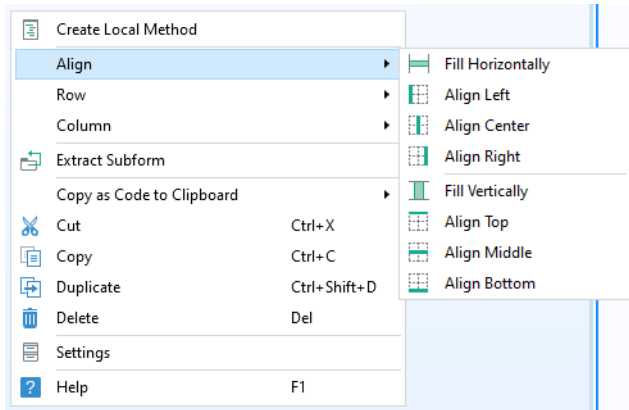 Create Local Method
Align
Row
Column
Extract Subform
Copy as Code to Clipboard
Cut Ctrl+X
Copy Ctrl+C
Duplicate Ctrl+Shift+D
Delete Del
Settings
? Help F1
Fill Horizontally
Align Left
Align Center
Align Right
Fill Vertically
Align Top
Align Middle
Align Bottom